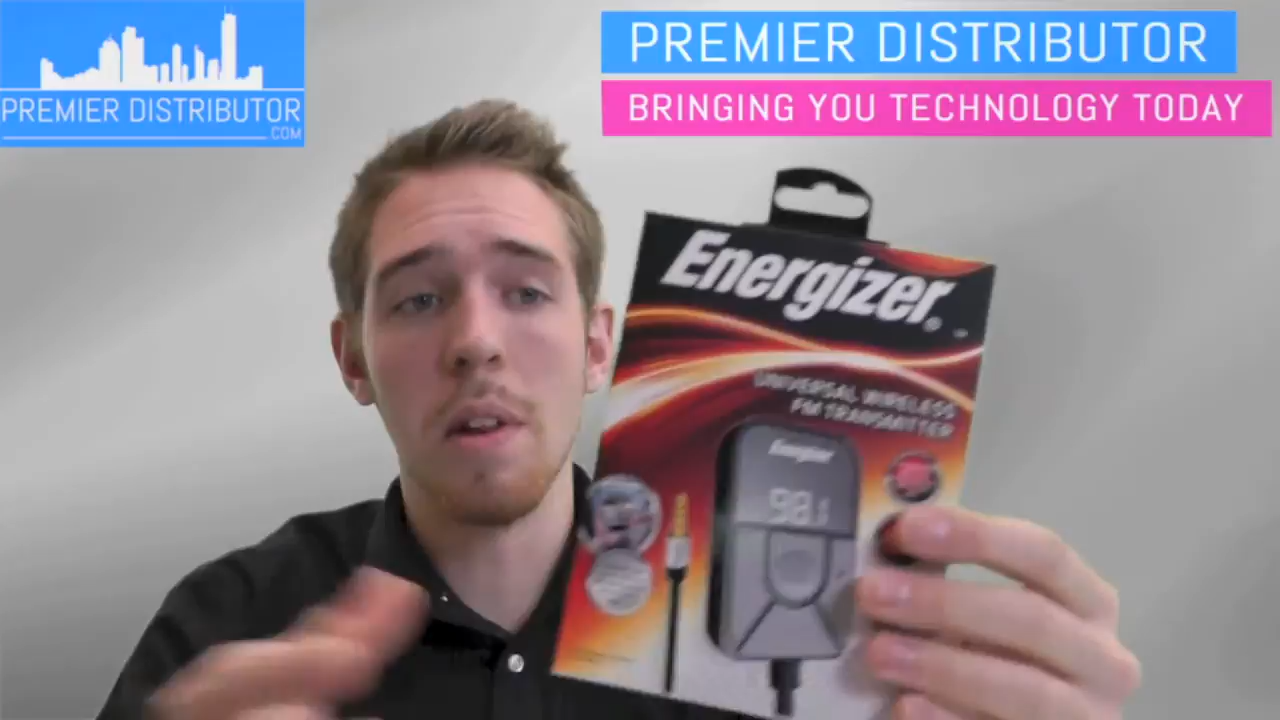 PREMIER DISTRIBUTOR
.COM
PREMIER DISTRIBUTOR
BRINGING YOU TECHNOLOGY TODAY
Energizer
UNIVERSAL WIRELESS
FM TRANSMITTER
Energizer
98.1